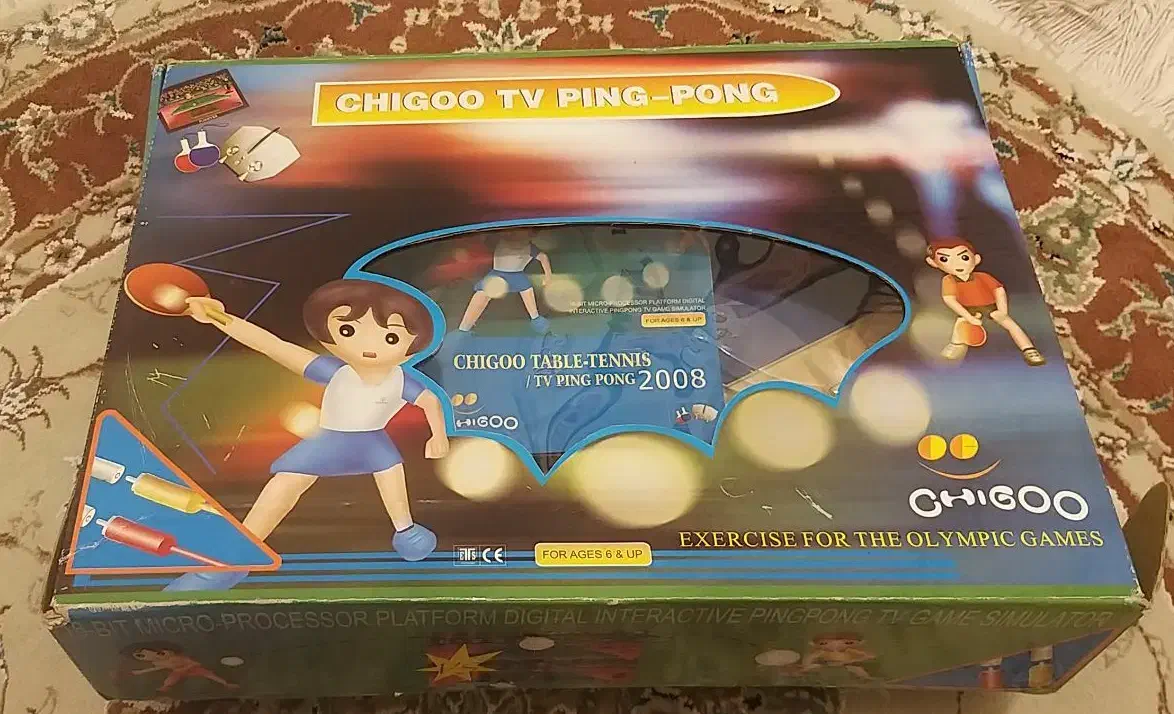 CHIGOO TV PING-PONG
-BIT MICRO-PROCESSOR PLATFORM DIGITAL
INTERACTIVE PINGPONG TV GAME SIMULATOR
FOR AGES 6 & UP
CHIGOO TABLE-TENNIS
/ TV PING PONG 2008
CHIGOO
CHIGOO
EXERCISE FOR THE OLYMPIC GAMES
CE
FOR AGES 6 & UP
-BIT MICRO-PROCESSOR PLATFORM DIGITAL INTERACTIVE PINGPONG TV GAME SIMULATOR